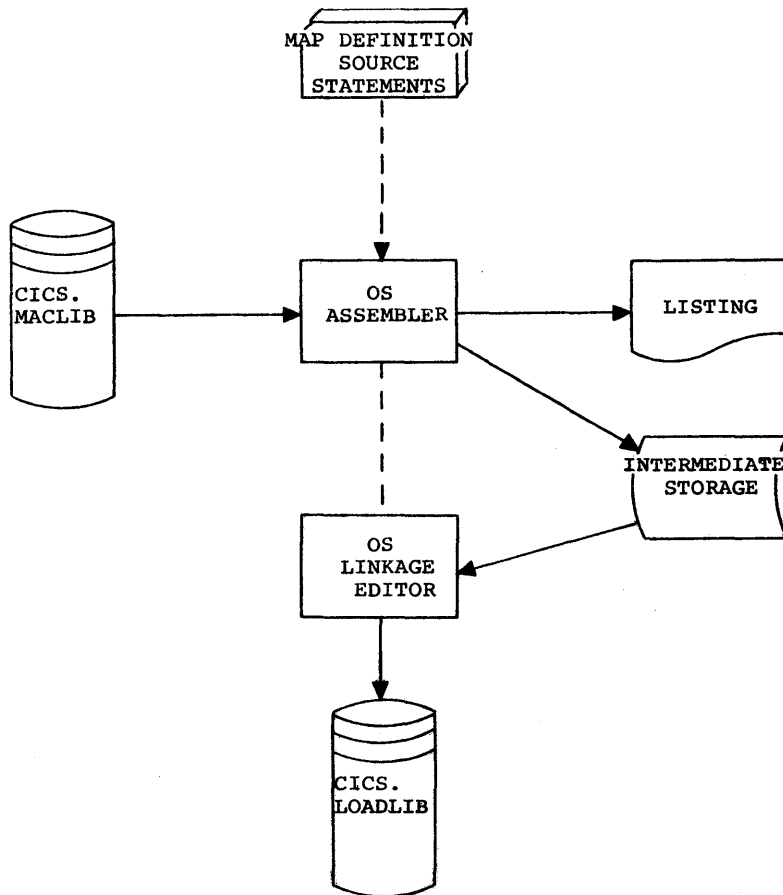 MAP DEFINITION
SOURCE
STATEMENTS
CICS.
MACLIB
OS
ASSEMBLER
LISTING
INTERMEDIATE
STORAGE
OS
LINKAGE
EDITOR
CICS.
LOADLIB